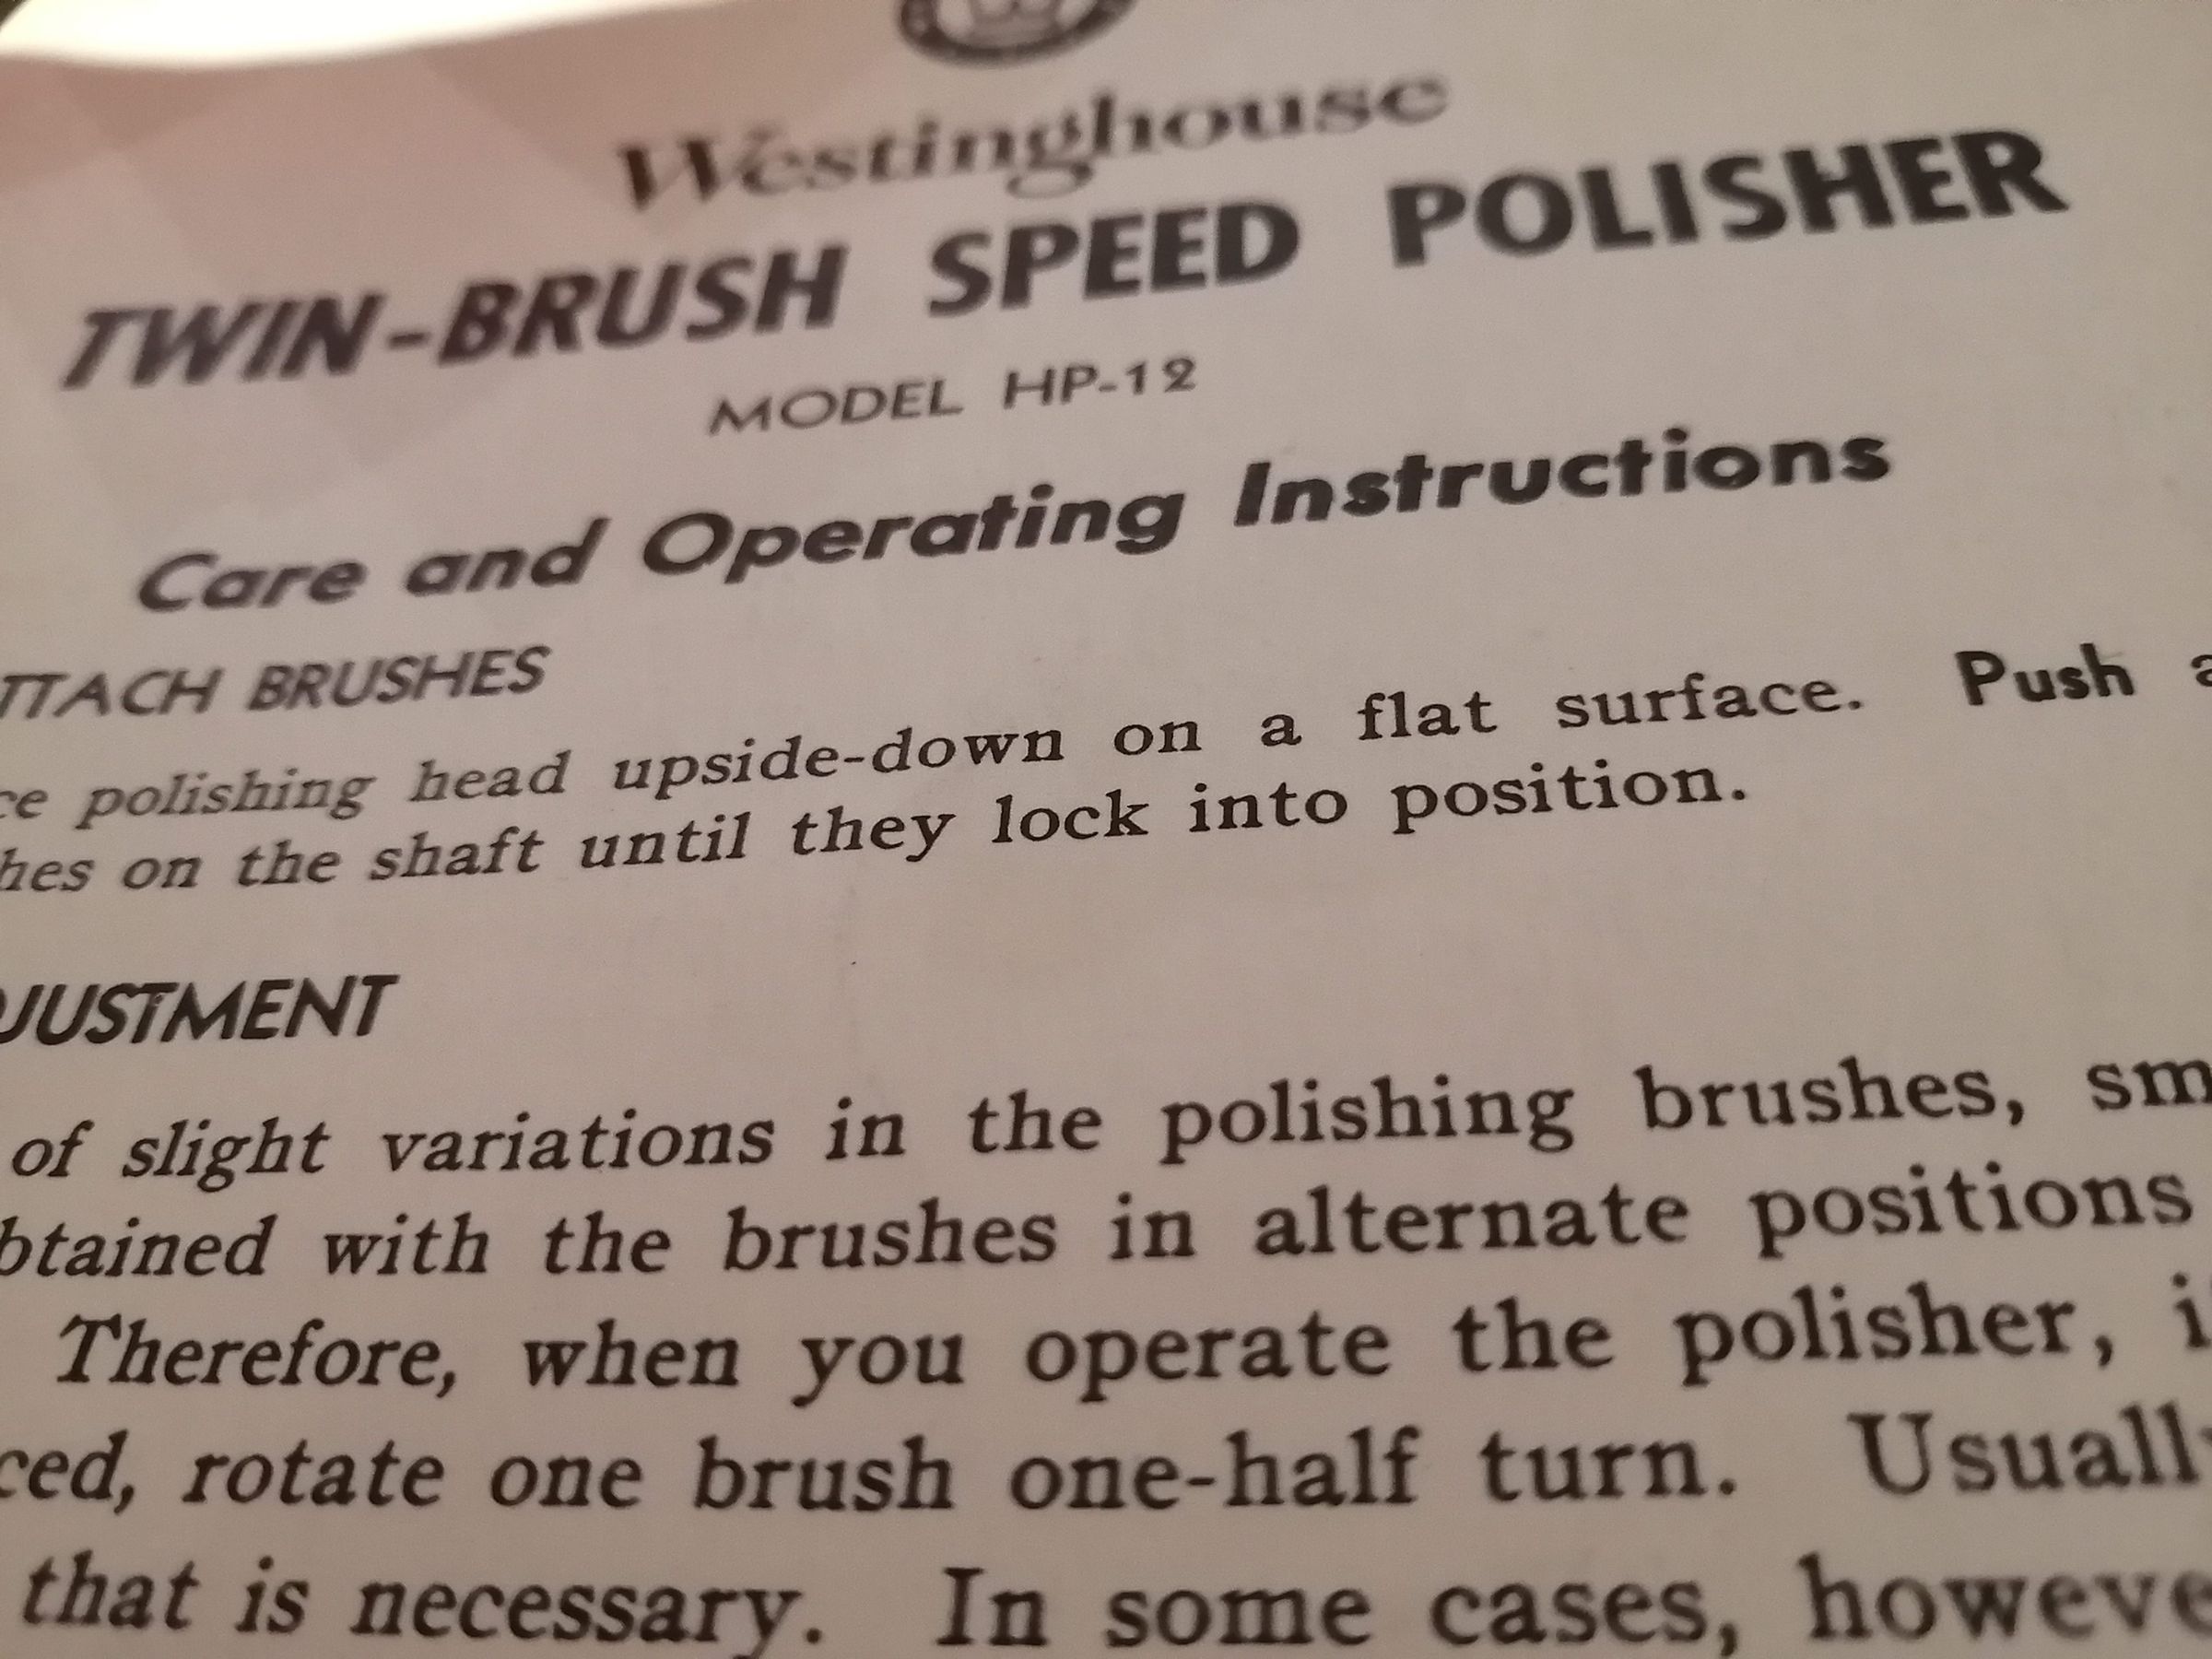 Westinghouse
TWIN-BRUSH SPEED POLISHER
MODEL HP-12
Care and Operating Instructions
TTACH BRUSHES
ce polishing head upside-down on a flat surface. Push a
hes on the shaft until they lock into position.
JUSTMENT
of slight variations in the polishing brushes, sm
btained with the brushes in alternate positions
Therefore, when you operate the polisher, i
ced, rotate one brush one-half turn. Usually
that is necessary. In some cases, howeve